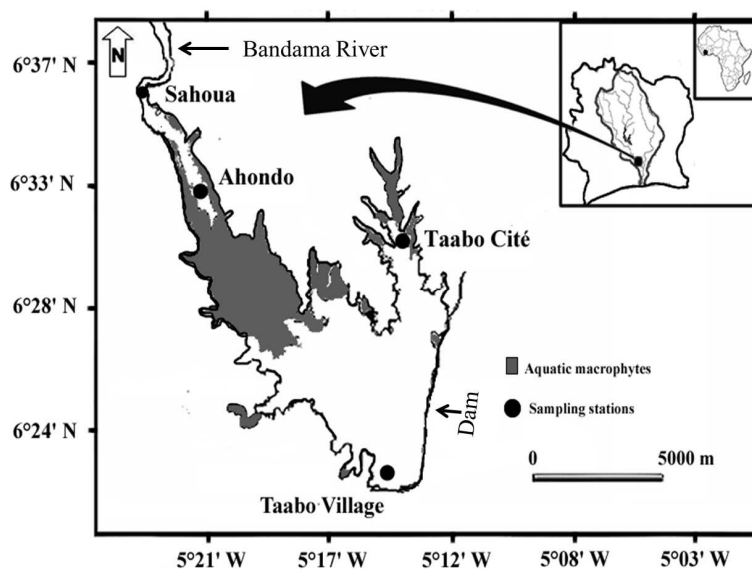 N
Bandama River
6°37' N
Sahoua
6°33' N
Ahondo
Taabo Cité
6°28' N
Aquatic macrophytes
Sampling stations
Dam
6°24' N
0 5000 m
Taabo Village
5°21' W 5°17' W 5°12' W 5°08' W 5°03' W